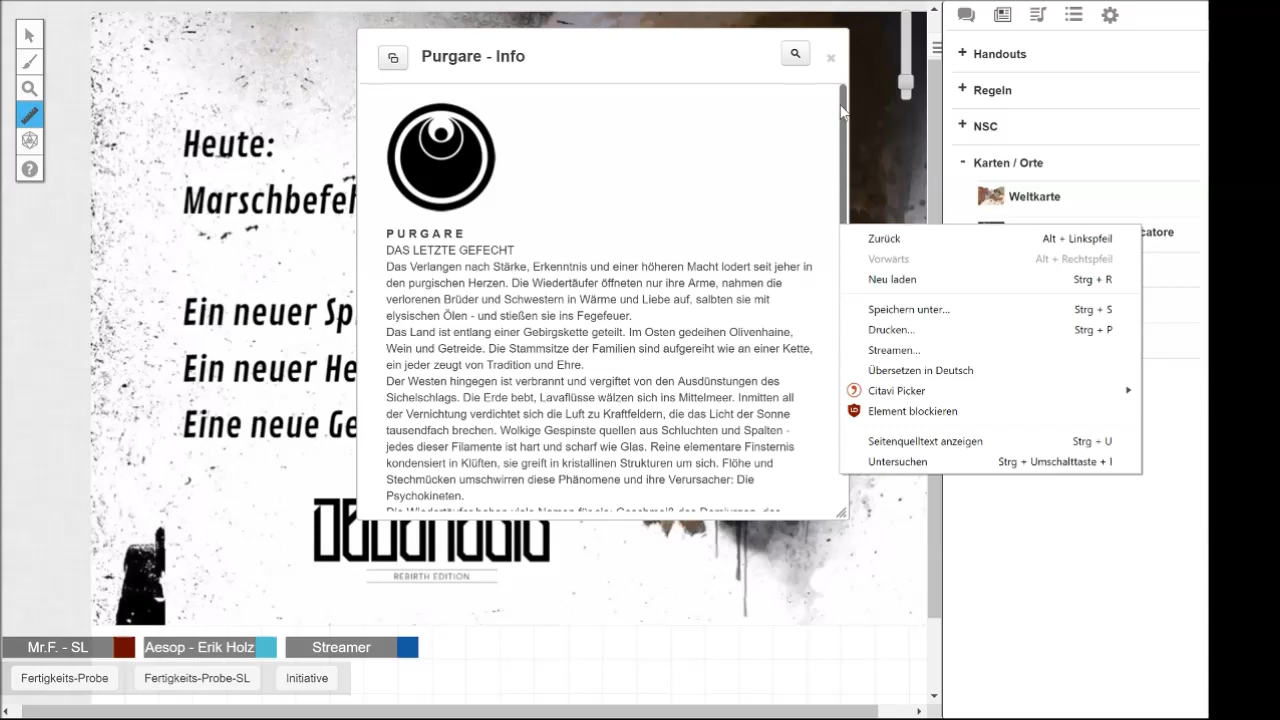 Purgare - Info
Heute:
Marschbefeh
Ein neuer Sp
Ein neuer He
Eine neue Ge
REBIRTH EDITION
PURGARE
DAS LETZTE GEFECHT
Das Verlangen nach Stärke, Erkenntnis und einer höheren Macht lodert seit jeher in
den purgischen Herzen. Die Wiedertäufer öffneten nur ihre Arme, nahmen die
verlorenen Brüder und Schwestern in Wärme und Liebe auf, salbten sie mit
elysischen Ölen - und stießen sie ins Fegefeuer.
Das Land ist entlang einer Gebirgskette geteilt. Im Osten gedeihen Olivenhaine,
Wein und Getreide. Die Stammsitze der Familien sind aufgereiht wie an einer Kette,
ein jeder zeugt von Tradition und Ehre.
Der Westen hingegen ist verbrannt und vergiftet von den Ausdünstungen des
Sichelschlags. Die Erde bebt, Lavaflüsse wälzen sich ins Mittelmeer. Inmitten all
der Vernichtung verdichtet sich die Luft zu Kraftfeldern, die das Licht der Sonne
tausendfach brechen. Wolkige Gespinste quellen aus Schluchten und Spalten -
jedes dieser Filamente ist hart und scharf wie Glas. Reine elementare Finsternis
kondensiert in Klüften, sie greift in kristallinen Strukturen um sich. Flöhe und
Stechmücken umschwirren diese Phänomene und ihre Verursacher: Die
Psychokineten.
Handouts
Regeln
NSC
Karten / Orte
Weltkarte
catore
Zurück Alt + Linkspfeil
Vorwärts Alt + Rechtspfeil
Neu laden Strg + R
Speichern unter... Strg + S
Drucken... Strg + P
Streamen...
Übersetzen in Deutsch
Citavi Picker
Element blockieren
Seitenquelltext anzeigen Strg + U
Untersuchen Strg + Umschalttaste + I
Mr.F. - SL
Aesop - Erik Holz
Streamer
Fertigkeits-Probe
Fertigkeits-Probe-SL
Initiative